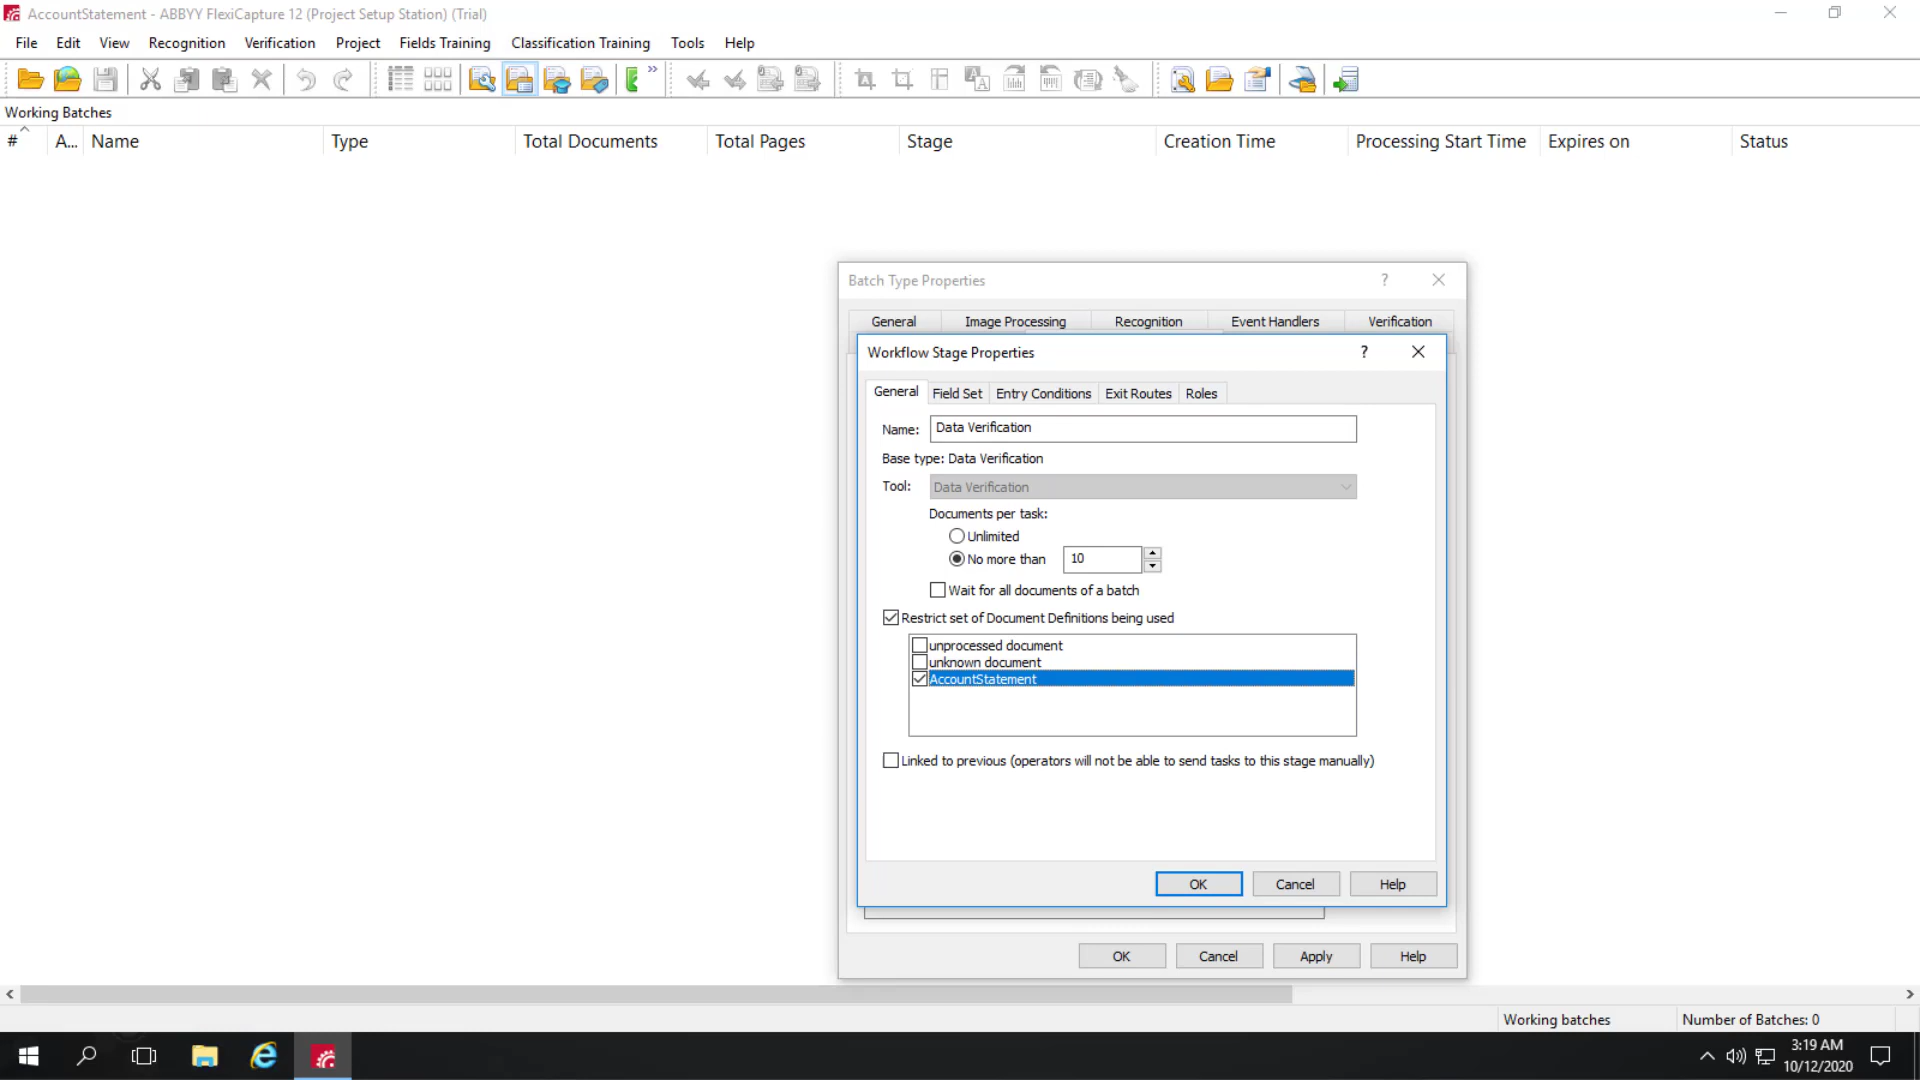 AccountStatement - ABBYY FlexiCapture 12 (Project Setup Station) (Trial)
File Edit View Recognition Verification Project Fields Training Classification Training Tools Help
Working Batches
# A... Name Type Total Documents Total Pages Stage Creation Time Processing Start Time Expires on Status
Batch Type Properties ?
General Image Processing Recognition Event Handlers Verification
Workflow Stage Properties ?
General Field Set Entry Conditions Exit Routes Roles
Name: Data Verification
Base type: Data Verification
Tool: Data Verification
Documents per task:
Unlimited
No more than 10
Wait for all documents of a batch
Restrict set of Document Definitions being used
unprocessed document
unknown document
AccountStatement
Linked to previous (operators will not be able to send tasks to this stage manually)
OK Cancel Help
OK Cancel Apply Help
Working batches Number of Batches: 0
3:19 AM
10/12/2020